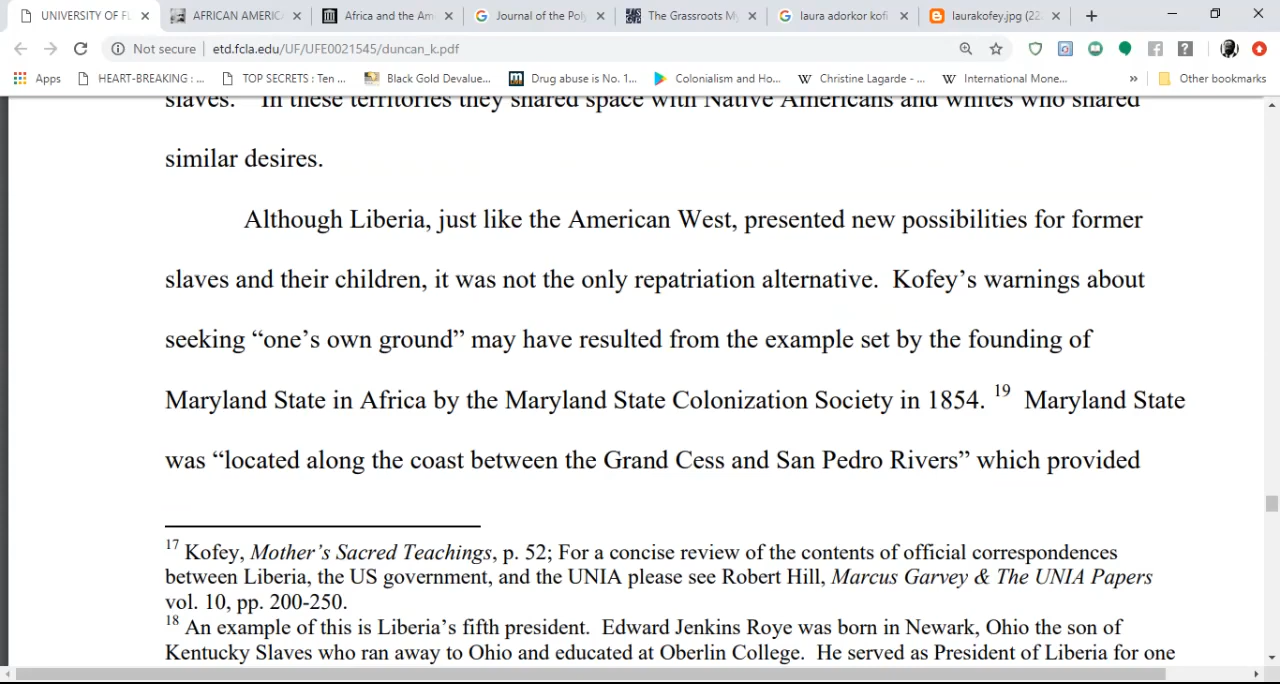 UNIVERSITY OF FL
AFRICAN AMERIC
Africa and the Am
Journal of the Pol
The Grassroots M
laura adorkor kofi
laurakofey.jpg (22
Not secure | etd.fcla.edu/UF/UFE0021545/duncan_k.pdf
Apps HEART-BREAKING : ... TOP SECRETS : Ten ... Black Gold Devalue... Drug abuse is No. 1... Colonialism and Ho... Christine Lagarde - ... International Mone... » Other bookmarks
slaves." In these territories they shared space with Native Americans and whites who shared
similar desires.
Although Liberia, just like the American West, presented new possibilities for former
slaves and their children, it was not the only repatriation alternative. Kofey's warnings about
seeking “one's own ground” may have resulted from the example set by the founding of
Maryland State in Africa by the Maryland State Colonization Society in 1854. 19 Maryland State
was “located along the coast between the Grand Cess and San Pedro Rivers” which provided
17 Kofey, Mother's Sacred Teachings, p. 52; For a concise review of the contents of official correspondences
between Liberia, the US government, and the UNIA please see Robert Hill, Marcus Garvey & The UNIA Papers
vol. 10, pp. 200-250.
18 An example of this is Liberia's fifth president. Edward Jenkins Roye was born in Newark, Ohio the son of
Kentucky Slaves who ran away to Ohio and educated at Oberlin College. He served as President of Liberia for one